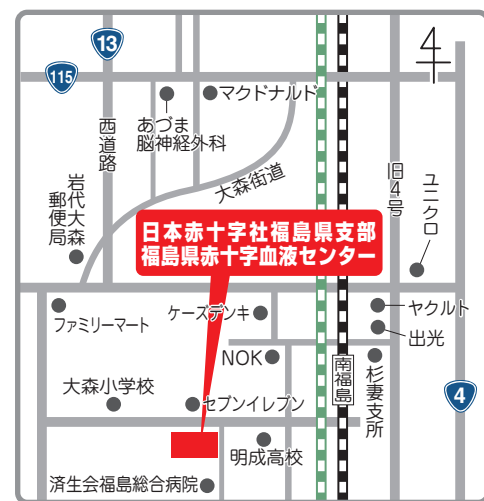 13
115
マクドナルド
あづま
脳神経外科
西道路
大森街道
岩代大森
郵便局
旧4号
ユニクロ
日本赤十字社福島県支部
福島県赤十字血液センター
ファミリーマート
ケーズデンキ
ヤクルト
出光
NOK
南福島
杉妻支所
4
大森小学校
セブンイレブン
明成高校
済生会福島総合病院